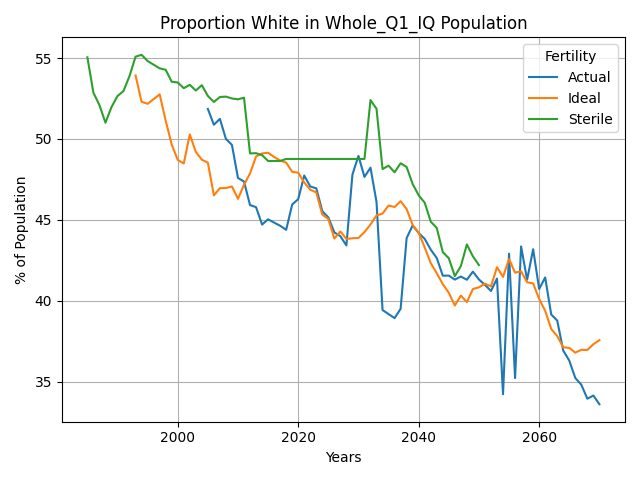 Proportion White in Whole_Q1_IQ Population
Fertility
Actual
Ideal
Sterile
% of Population
55
50
45
40
35
2000
2020
2040
2060
Years